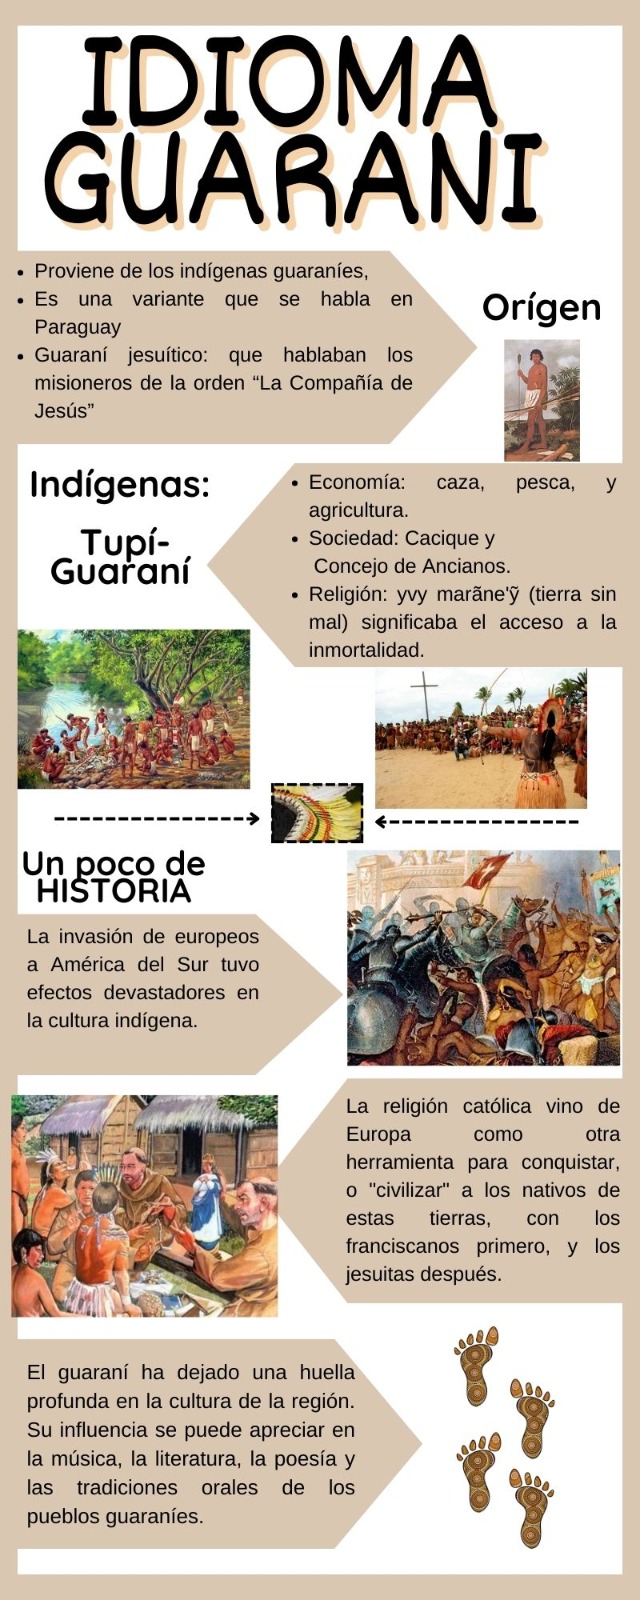 IDIOMA
GUARANI
Proviene de los indígenas guaraníes,
Es una variante que se habla en
Paraguay
Guaraní jesuítico: que hablaban los
misioneros de la orden “La Compañía de
Jesús”
Orígen
Indígenas:
Tupí-
Guaraní
Economía: caza, pesca, y
agricultura.
Sociedad: Cacique y
Concejo de Ancianos.
Religión: yvy marãne'ỹ (tierra sin
mal) significaba el acceso a la
inmortalidad.
Un poco de
HISTORIA
La invasión de europeos
a América del Sur tuvo
efectos devastadores en
la cultura indígena.
La religión católica vino de
Europa como otra
herramienta para conquistar,
o "civilizar" a los nativos de
estas tierras, con los
franciscanos primero, y los
jesuitas después.
El guaraní ha dejado una huella
profunda en la cultura de la región.
Su influencia se puede apreciar en
la música, la literatura, la poesía y
las tradiciones orales de los
pueblos guaraníes.